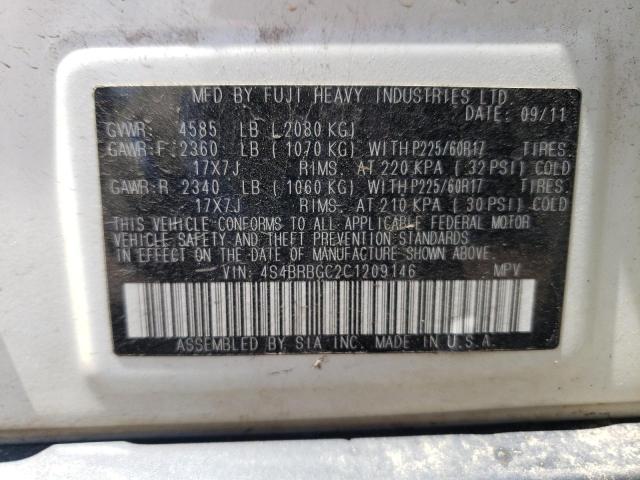 MFD BY FUJI HEAVY INDUSTRIES LTD.
DATE: 09/11
GVWR: 4585 LB [2080 KG]
GAWR:F 2360 LB ( 1070 KG) WITH P225/60R17 TIRES,
17X7J RIMS, AT 220 KPA ( 32 PSI) COLD
GAWR:R 2340 LB ( 1060 KG) WITH P225/60R17 TIRES,
17X7J RIMS, AT 210 KPA ( 30 PSI) COLD
THIS VEHICLE CONFORMS TO ALL APPLICABLE FEDERAL MOTOR
VEHICLE SAFETY AND THEFT PREVENTION STANDARDS
IN EFFECT ON THE DATE OF MANUFACTURE SHOWN ABOVE.
VIN: 4S4BRBGC2C1209146 MPV
ASSEMBLED BY SIA INC. MADE IN U.S.A.